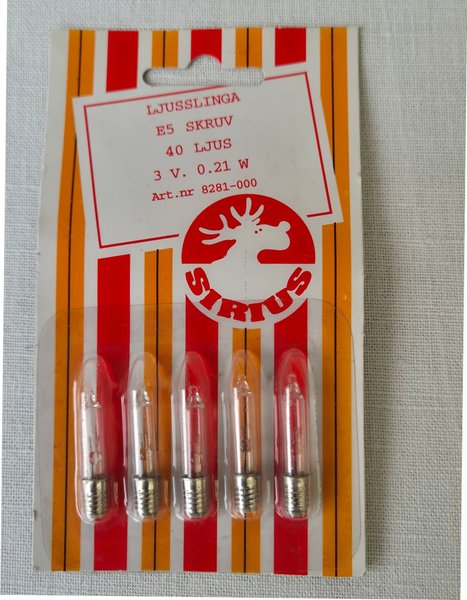 LJUSSLINGA
E5 SKRUV
40 LJUS
3 V. 0.21 W
Art.nr 8281-000
SIRIUS